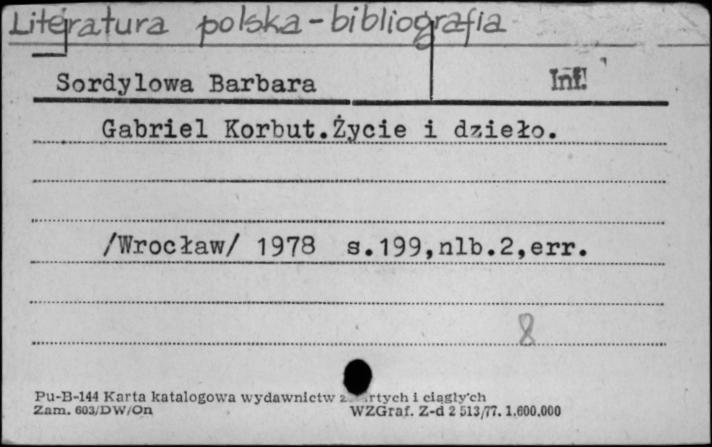 Literatura polska - bibliografia
Sordylowa Barbara Inf.
Gabriel Korbut.Życie i dzieło.
/Wrocław/ 1978 s.199,nlb.2,err.
8
Pu-B-144 Karta katalogowa wydawnictw i ciągłych
Zam. 603/DW/On WZGraf. Z-d 2 513/77. 1.600.000